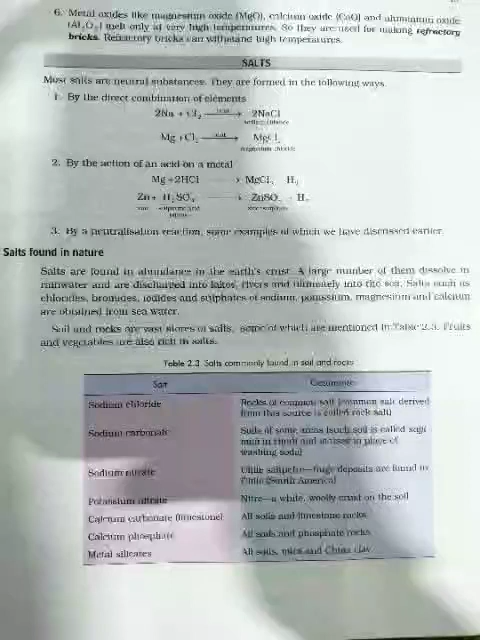 6. Metal oxides like magnesium oxide (MgO), calcium oxide (CaO) and aluminium oxide
(Al₂O₃) melt only at very high temperatures. So they are used for making refractory
bricks. Refractory bricks can withstand high temperatures.
SALTS
Most salts are neutral substances. They are formed in the following ways.
1. By the direct combination of elements
2Na + Cl₂ → 2NaCl
Mg + Cl₂ → MgCl₂
magnesium chloride
2. By the action of an acid on a metal
Mg + 2HCl → MgCl₂ H₂
Zn + H₂SO₄ → ZnSO₄ + H₂
3. By a neutralisation reaction, some examples of which we have discussed earlier.
Salts found in nature
Salts are found in abundance in the earth's crust. A large number of them dissolve in
rainwater and are discharged into lakes, rivers and ultimately into the sea. Salts such as
chlorides, bromides, iodides and sulphates of sodium, potassium, magnesium and calcium
are obtained from sea water.
Soil and rocks are vast stores of salts, some of which are mentioned in Table 2.3. Fruits
and vegetables are also rich in salts.
Table 2.3 Salts commonly found in soil and rocks
Salt Comments
Sodium chloride Rocks of common salt (common salt derived
from this source is called rock salt)
Sodium carbonate Soils of some areas (such soil is called sajji
mati in Hindi and is used in place of
washing soda)
Sodium nitrate Chile saltpetre—huge deposits are found in
Chile (South America)
Potassium nitrate Nitre—a white, woolly crust on the soil
Calcium carbonate (limestone) All soils and limestone rocks
Calcium phosphate All soils and phosphate rocks
Metal silicates All soils, mica and China clay